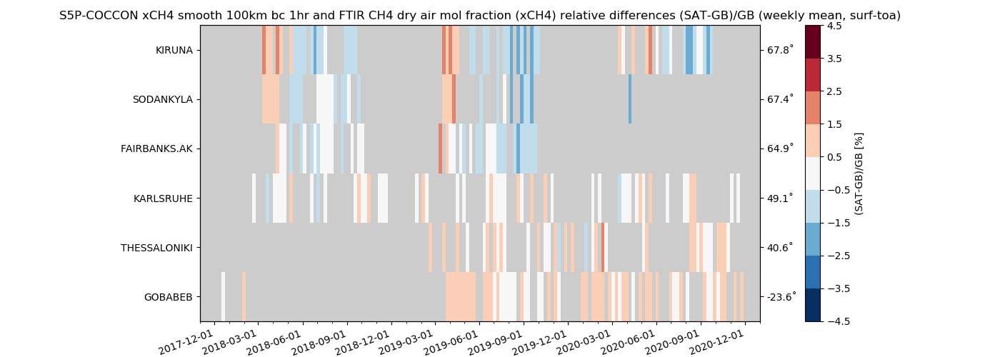 S5P-COCCON xCH4 smooth 100km bc 1hr and FTIR CH4 dry air mol fraction (xCH4) relative differences (SAT-GB)/GB (weekly mean, surf-toa)
KIRUNA 67.8˚
SODANKYLA 67.4˚
FAIRBANKS.AK 64.9˚
KARLSRUHE 49.1˚
THESSALONIKI 40.6˚
GOBABEB -23.6˚
2017-12-01 2018-03-01 2018-06-01 2018-09-01 2018-12-01 2019-03-01 2019-06-01 2019-09-01 2019-12-01 2020-03-01 2020-06-01 2020-09-01 2020-12-01
4.5
3.5
2.5
1.5
0.5
−0.5
−1.5
−2.5
−3.5
−4.5
(SAT-GB)/GB [%]